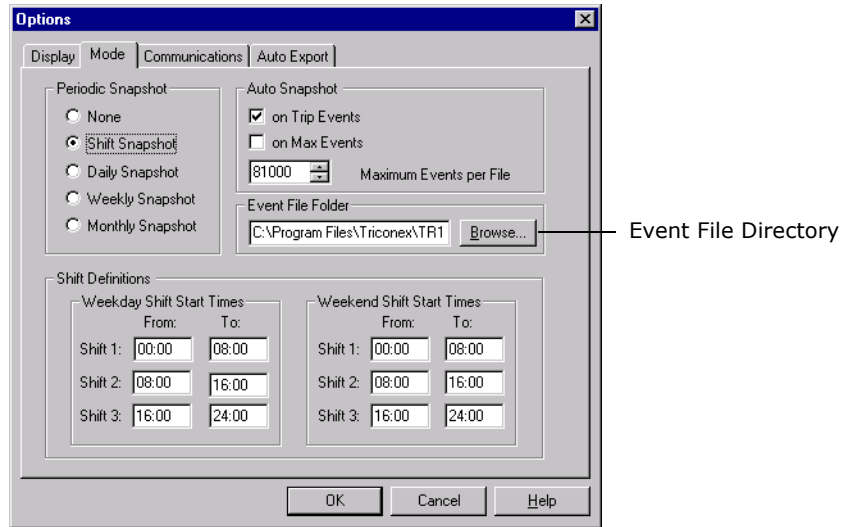 Options
Display Mode Communications Auto Export
Periodic Snapshot
None
Shift Snapshot
Daily Snapshot
Weekly Snapshot
Monthly Snapshot
Auto Snapshot
on Trip Events
on Max Events
81000 Maximum Events per File
Event File Folder
C:\Program Files\Triconex\TR1 Browse...
Event File Directory
Shift Definitions
Weekday Shift Start Times
From: To:
Shift 1: 00:00 08:00
Shift 2: 08:00 16:00
Shift 3: 16:00 24:00
Weekend Shift Start Times
From: To:
Shift 1: 00:00 08:00
Shift 2: 08:00 16:00
Shift 3: 16:00 24:00
OK Cancel Help